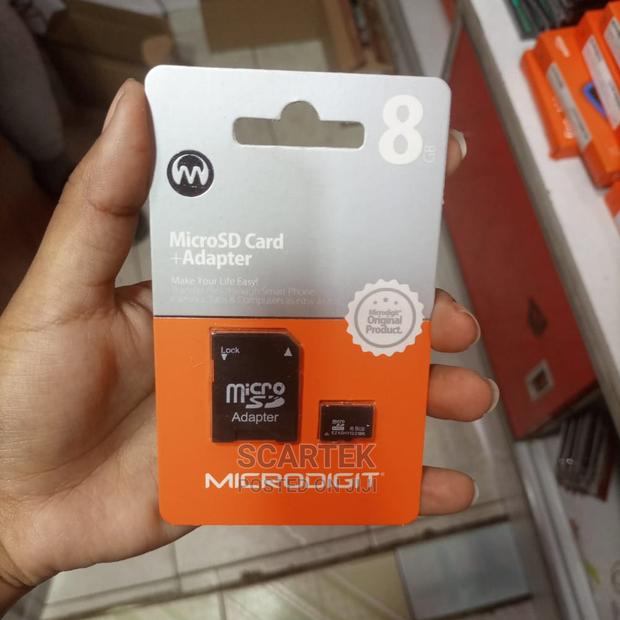 8
GB
MicroSD Card
+Adapter
Make Your Life Easy!
Microdigit
Original
Product.
Lock
micro
SD
Adapter
micro
SCARTEK
MICRODIGIT
POSTED ON JIJI